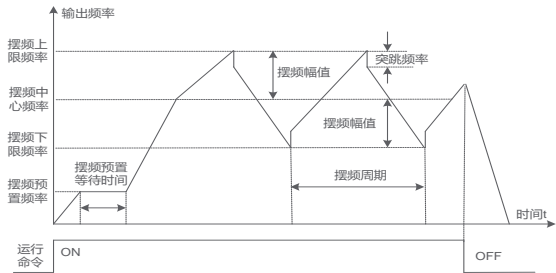 输出频率
摆频上
限频率
突跳频率
摆频幅值
摆频中
心频率
摆频幅值
摆频下
限频率
摆频预置
等待时间
摆频周期
摆频预
置频率
时间t
运行
命令
ON
OFF